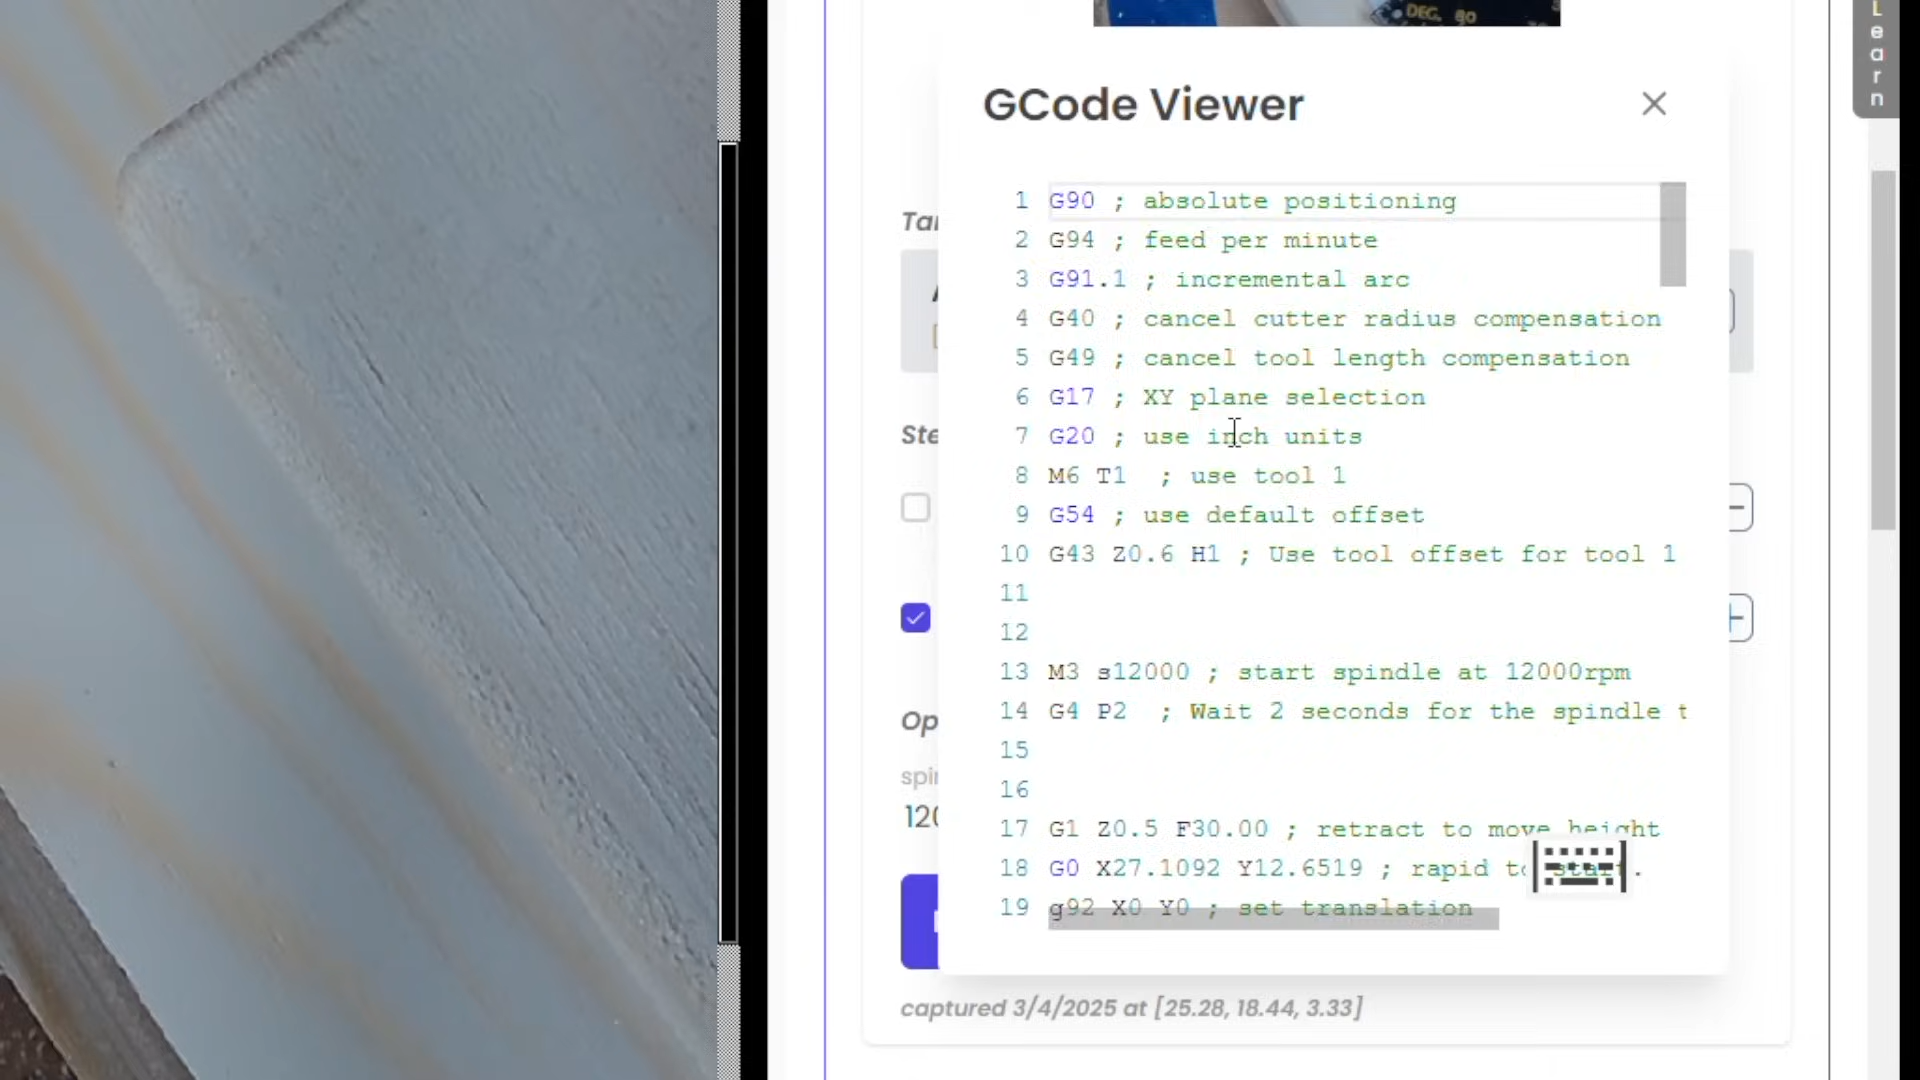 DEG. 90
L
e
a
r
n
GCode Viewer
1 G90 ; absolute positioning
2 G94 ; feed per minute
3 G91.1 ; incremental arc
4 G40 ; cancel cutter radius compensation
5 G49 ; cancel tool length compensation
6 G17 ; XY plane selection
7 G20 ; use inch units
8 M6 T1 ; use tool 1
9 G54 ; use default offset
10 G43 Z0.6 H1 ; Use tool offset for tool 1
11
12
13 M3 s12000 ; start spindle at 12000rpm
14 G4 P2 ; Wait 2 seconds for the spindle t
15
16
17 G1 Z0.5 F30.00 ; retract to move height
18 G0 X27.1092 Y12.6519 ; rapid to start.
19 g92 X0 Y0 ; set translation
Ste
Op
captured 3/4/2025 at [25.28, 18.44, 3.33]